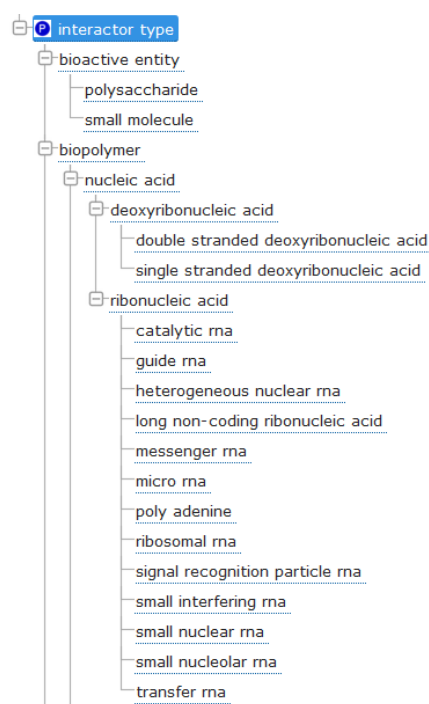 P interactor type
bioactive entity
polysaccharide
small molecule
biopolymer
nucleic acid
deoxyribonucleic acid
double stranded deoxyribonucleic acid
single stranded deoxyribonucleic acid
ribonucleic acid
catalytic rna
guide rna
heterogeneous nuclear rna
long non-coding ribonucleic acid
messenger rna
micro rna
poly adenine
ribosomal rna
signal recognition particle rna
small interfering rna
small nuclear rna
small nucleolar rna
transfer rna